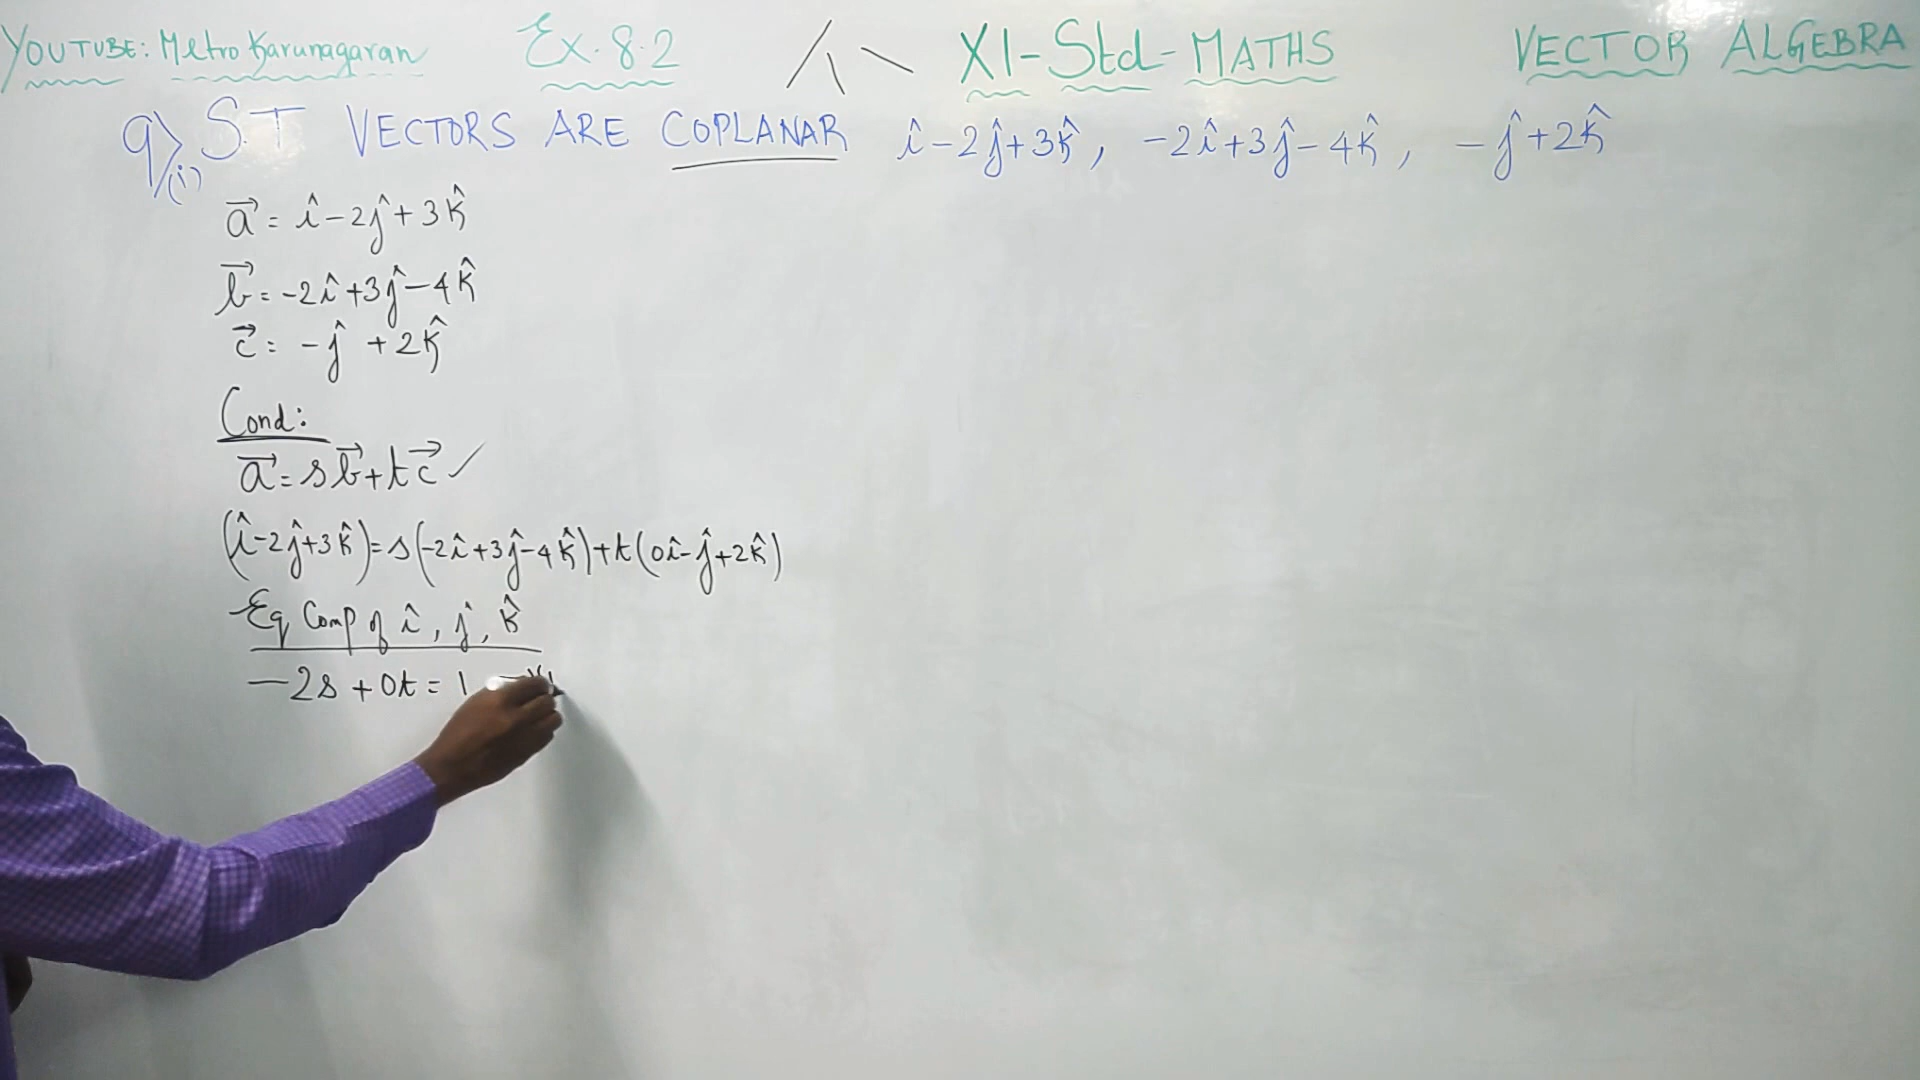 YOUTUBE: Metro Karunagaran Ex. 8.2 XI-Std-MATHS VECTOR ALGEBRA
9) (i) S.T VECTORS ARE COPLANAR î-2ĵ+3k̂, -2î+3ĵ-4k̂, -ĵ+2k̂
a⃗ = î-2ĵ+3k̂
b⃗ = -2î+3ĵ-4k̂
c⃗ = -ĵ +2k̂
Cond:
a⃗ = sb⃗+tc⃗ ✓
(î-2ĵ+3k̂)=s(-2î+3ĵ-4k̂)+t(0î-ĵ+2k̂)
Eq Comp of î, ĵ, k̂
-2s+0t=1